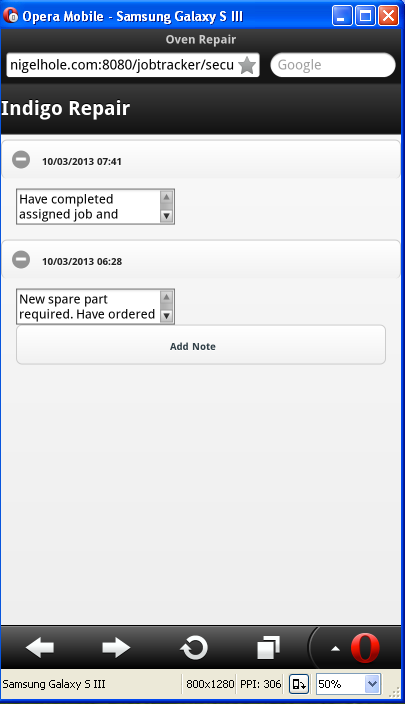 Opera Mobile - Samsung Galaxy S III
Oven Repair
nigelhole.com:8080/jobtracker/secu
Google
Indigo Repair
10/03/2013 07:41
Have completed
assigned job and
10/03/2013 06:28
New spare part
required. Have ordered
Add Note
Samsung Galaxy S III
800x1280
PPI: 306
50%